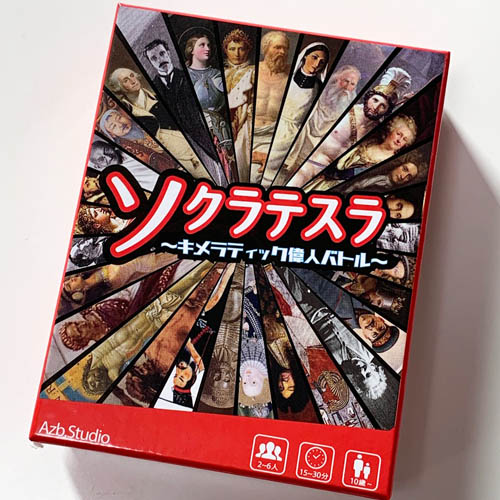 ソクラテスラ
～キメラティック偉人バトル～
Azb.Studio
2~6人
15~30分
10歳~